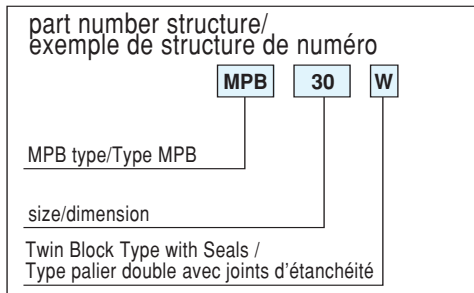 part number structure/
exemple de structure de numéro
MPB 30 W
MPB type/Type MPB
size/dimension
Twin Block Type with Seals /
Type palier double avec joints d'étanchéité